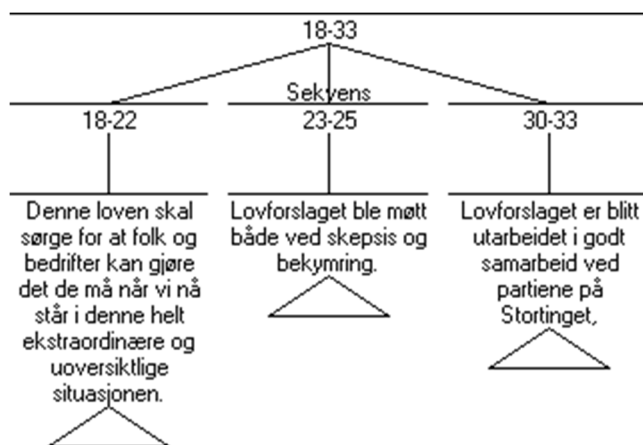 18-33
Sekvens
18-22
23-25
30-33
Denne loven skal
sørge for at folk og
bedrifter kan gjøre
det de må når vi nå
står i denne helt
ekstraordinære og
uoversiktlige
situasjonen.
Lovforslaget ble møtt
både ved skepsis og
bekymring.
Lovforslaget er blitt
utarbeidet i godt
samarbeid ved
partiene på
Stortinget,